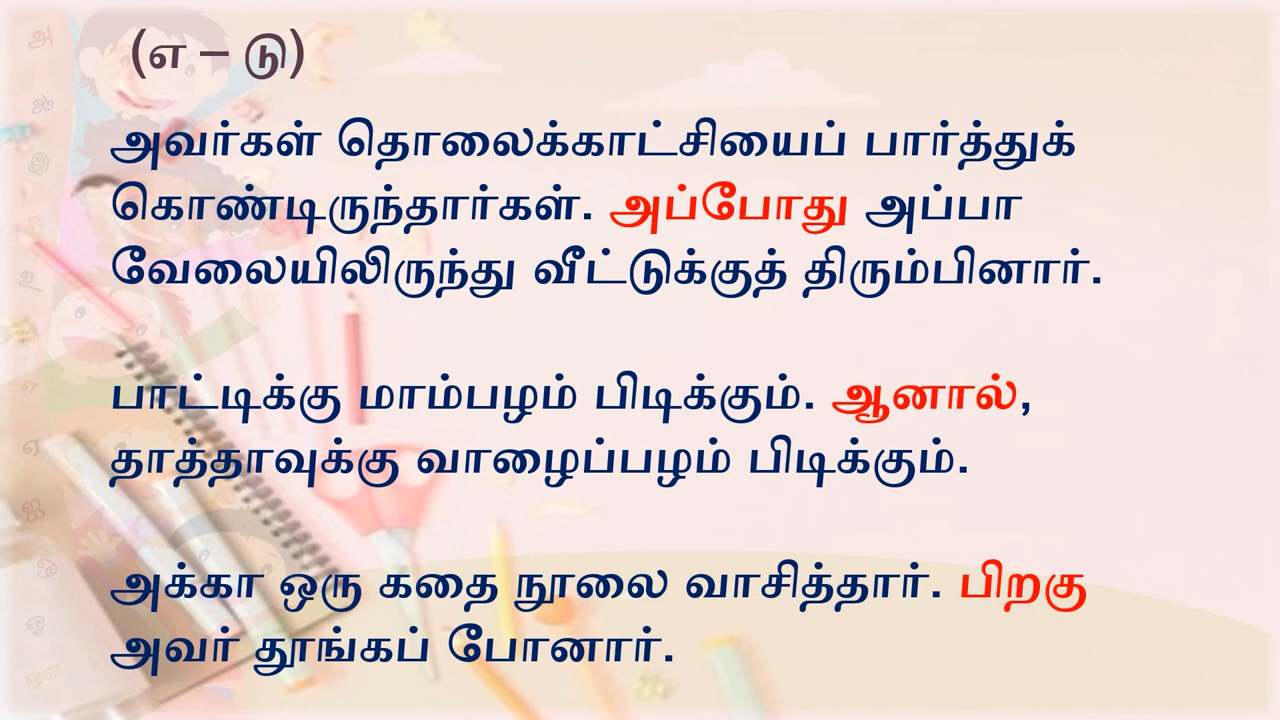 (எ – டு)
அவர்கள் தொலைக்காட்சியைப் பார்த்துக்
கொண்டிருந்தார்கள். அப்போது அப்பா
வேலையிலிருந்து வீட்டுக்குத் திரும்பினார்.
பாட்டிக்கு மாம்பழம் பிடிக்கும். ஆனால்,
தாத்தாவுக்கு வாழைப்பழம் பிடிக்கும்.
அக்கா ஒரு கதை நூலை வாசித்தார். பிறகு
அவர் தூங்கப் போனார்.
அ
ஆ
இ
எ
ஏ
ஐ
ஒ
ஓ
ஔ